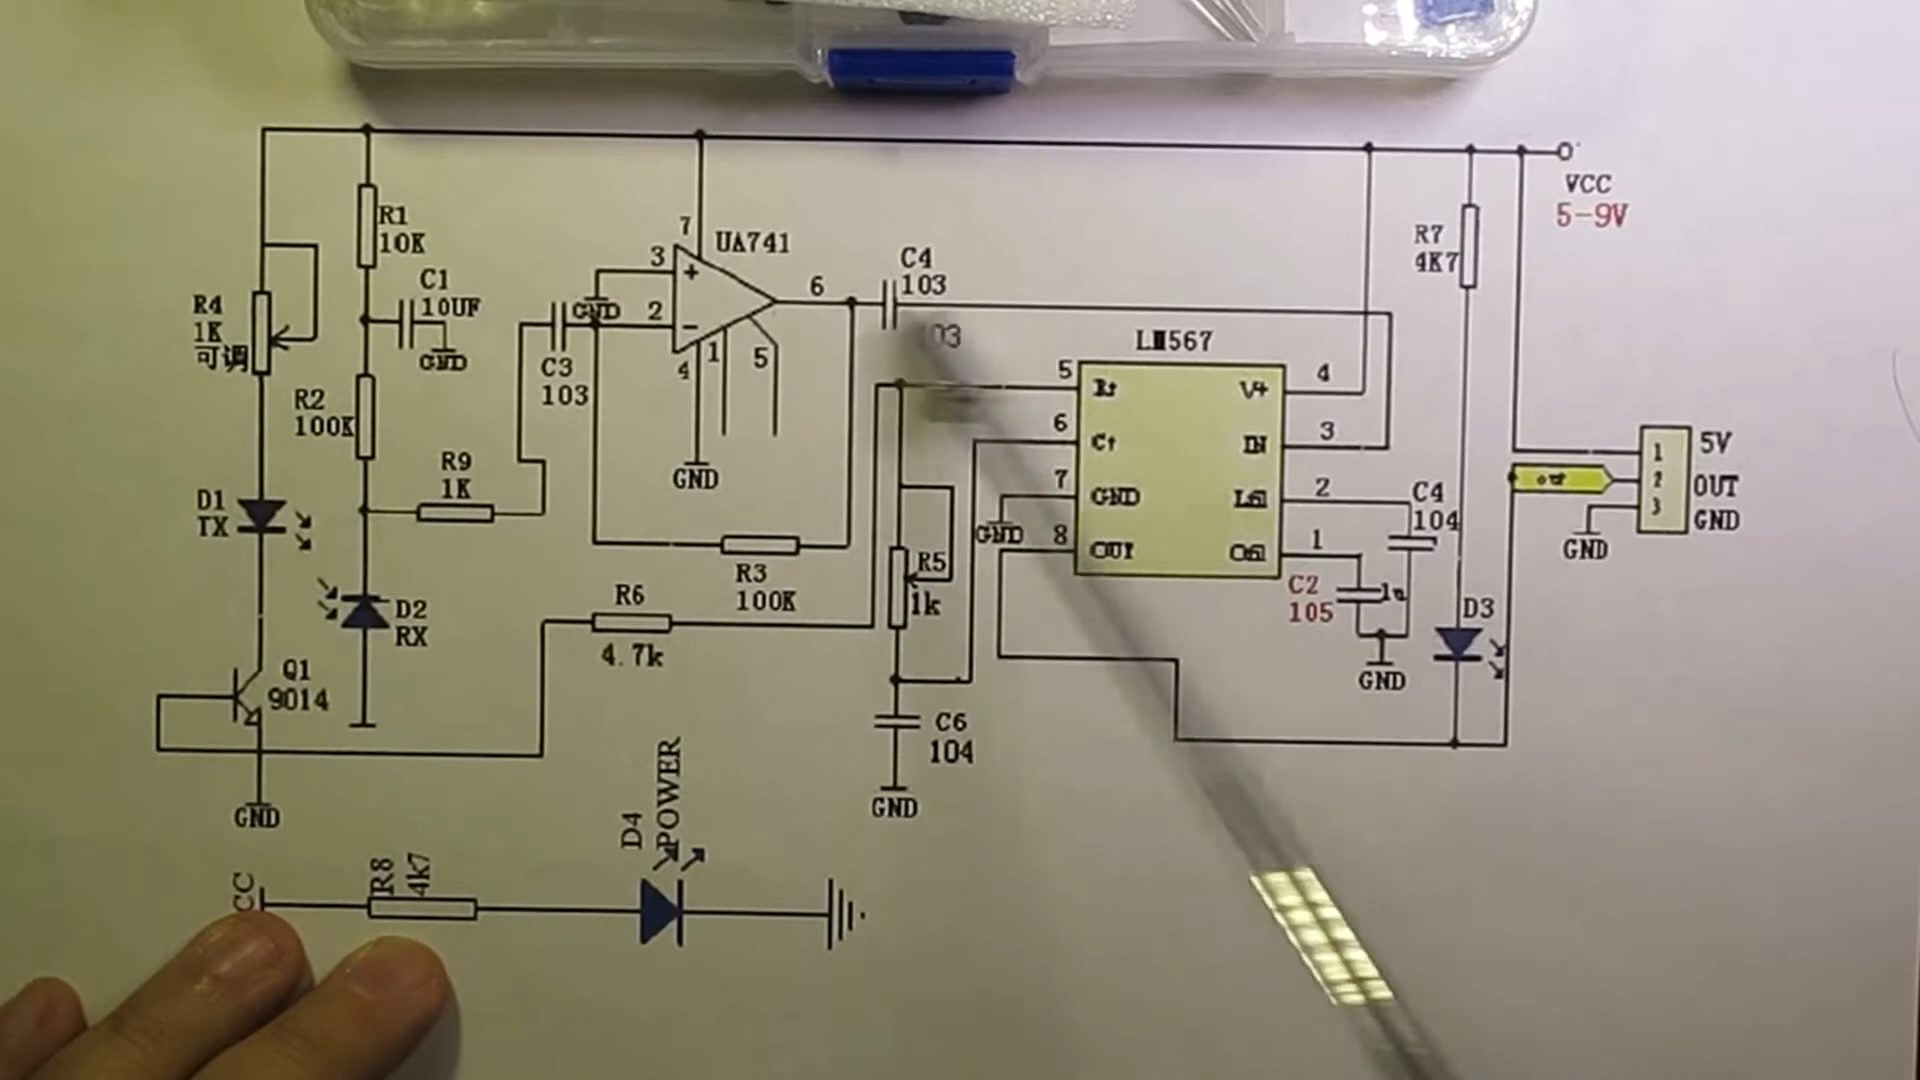 VCC
5-9V
R1
10K
C1
10UF
GND
R4
1K
可调
R2
100K
R9
1K
D1
TX
D2
RX
Q1
9014
GND
C3
103
GND
3
2
7
UA741
6
4
1
5
GND
C4
103
R3
100K
R6
4.7k
R5
1k
C6
104
GND
LM567
5
6
7
8
Rt
Ct
GND
OUT
V+
IN
4
3
2
1
GND
C4
104
C2
105
1u
GND
R7
4K7
D3
out
1
2
3
5V
OUT
GND
GND
CC
R8
4k7
D4
POWER